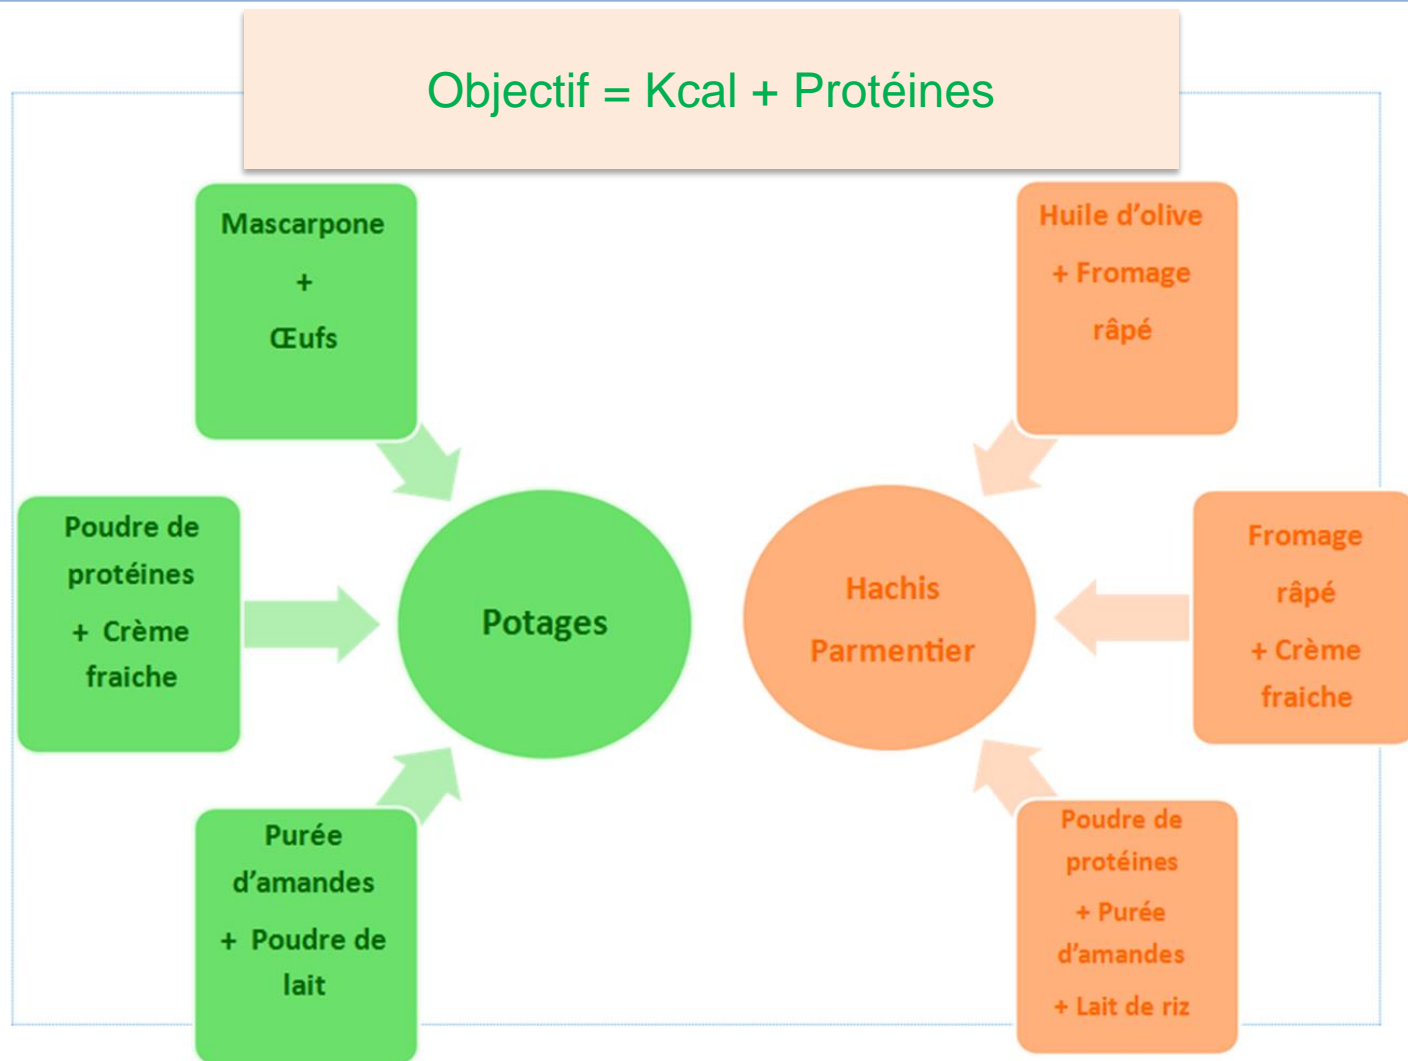 Objectif = Kcal + Protéines
Mascarpone
+
Œufs
Poudre de
protéines
+ Crème
fraiche
Purée
d’amandes
+ Poudre de
lait
Potages
Hachis
Parmentier
Huile d’olive
+ Fromage
râpé
Fromage
râpé
+ Crème
fraiche
Poudre de
protéines
+ Purée
d’amandes
+ Lait de riz